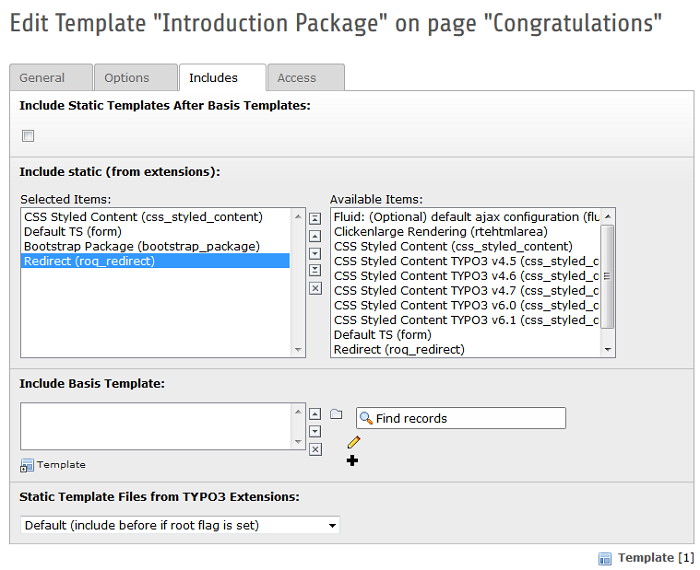 Edit Template "Introduction Package" on page "Congratulations"
General Options Includes Access
Include Static Templates After Basis Templates:
Include static (from extensions):
Selected Items: Available Items:
CSS Styled Content (css_styled_content)
Default TS (form)
Bootstrap Package (bootstrap_package)
Redirect (roq_redirect)
Fluid: (Optional) default ajax configuration (flu
Clickenlarge Rendering (rtehtmlarea)
CSS Styled Content (css_styled_content)
CSS Styled Content TYPO3 v4.5 (css_styled_c
CSS Styled Content TYPO3 v4.6 (css_styled_c
CSS Styled Content TYPO3 v4.7 (css_styled_c
CSS Styled Content TYPO3 v6.0 (css_styled_c
CSS Styled Content TYPO3 v6.1 (css_styled_c
Default TS (form)
Redirect (roq_redirect)
Include Basis Template:
Find records
Template
Static Template Files from TYPO3 Extensions:
Default (include before if root flag is set)
Template [1]